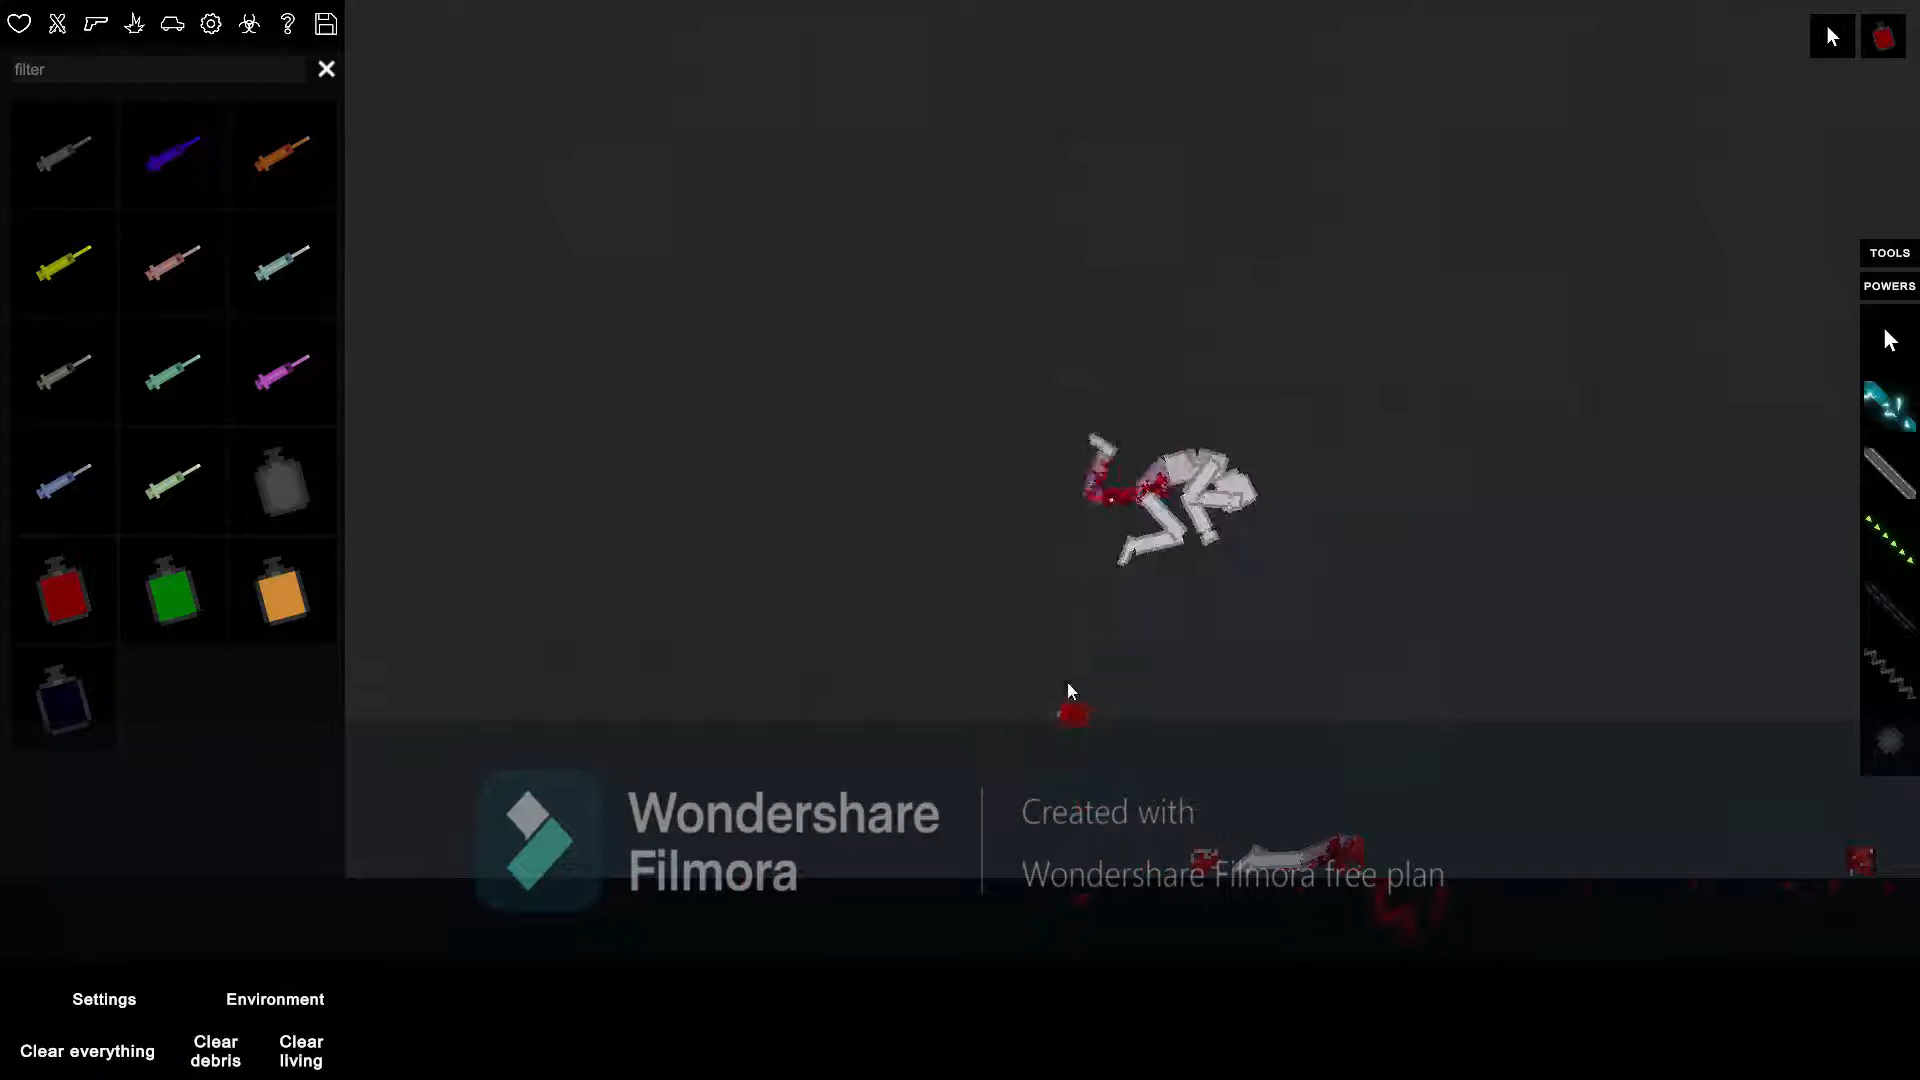 filter
TOOLS
POWERS
Wondershare
Filmora
Created with
Wondershare Filmora free plan
Settings
Environment
Clear everything
Clear
debris
Clear
living